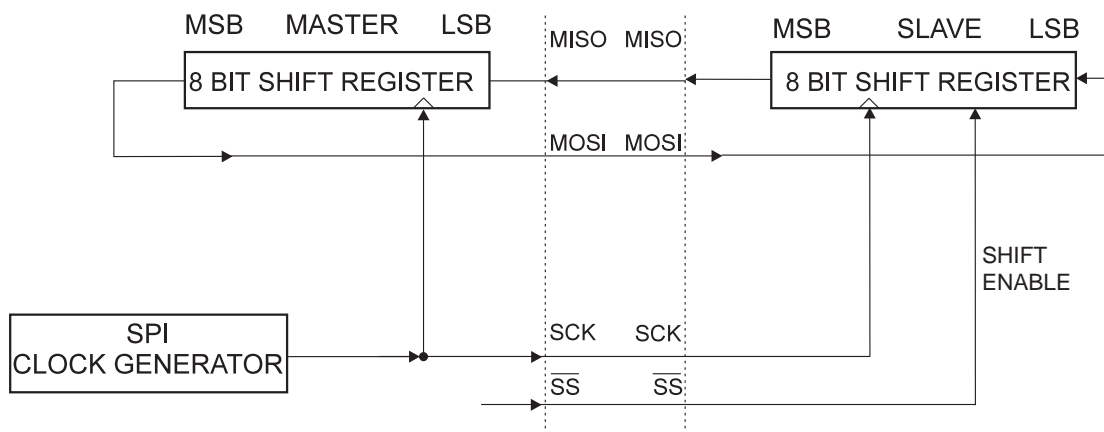 MSB MASTER LSB
MISO MISO
MSB SLAVE LSB
8 BIT SHIFT REGISTER
8 BIT SHIFT REGISTER
MOSI MOSI
SHIFT
ENABLE
SPI
CLOCK GENERATOR
SCK SCK
SS SS